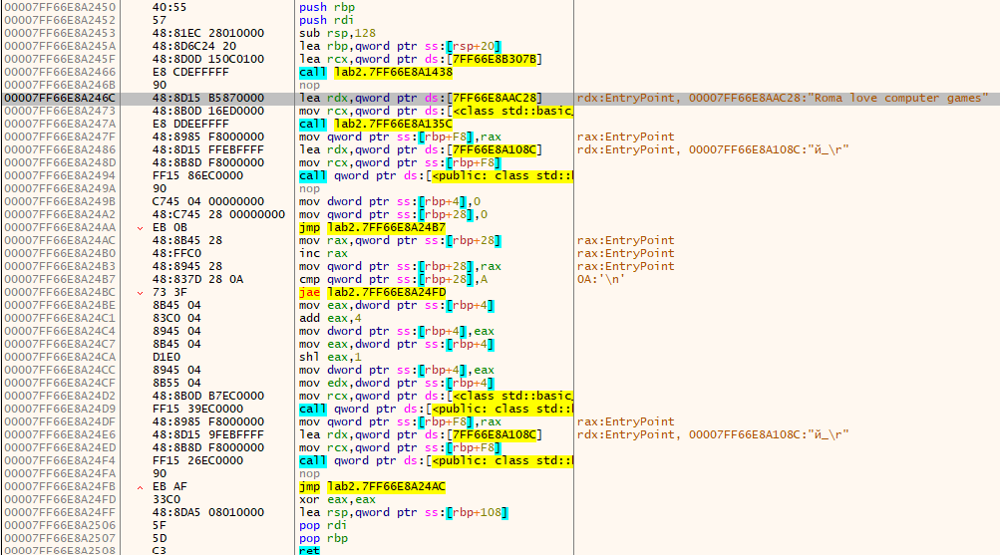 00007FF66E8A2450 40:55 push rbp
00007FF66E8A2452 57 push rdi
00007FF66E8A2453 48:81EC 28010000 sub rsp,128
00007FF66E8A245A 48:8D6C24 20 lea rbp,qword ptr ss:[rsp+20]
00007FF66E8A245F 48:8D0D 150C0100 lea rcx,qword ptr ds:[7FF66E8B307B]
00007FF66E8A2466 E8 CDEFFFFF call lab2.7FF66E8A1438
00007FF66E8A246B 90 nop
00007FF66E8A246C 48:8D15 B5870000 lea rdx,qword ptr ds:[7FF66E8AAC28] rdx:EntryPoint, 00007FF66E8AAC28:"Roma love computer games"
00007FF66E8A2473 48:8B0D 16ED0000 mov rcx,qword ptr ds:[<class std::basic_
00007FF66E8A247A E8 DDEEFFFF call lab2.7FF66E8A135C
00007FF66E8A247F 48:8985 F8000000 mov qword ptr ss:[rbp+F8],rax rax:EntryPoint
00007FF66E8A2486 48:8D15 FFEBFFFF lea rdx,qword ptr ds:[7FF66E8A108C] rdx:EntryPoint, 00007FF66E8A108C:"й_\r"
00007FF66E8A248D 48:8B8D F8000000 mov rcx,qword ptr ss:[rbp+F8]
00007FF66E8A2494 FF15 86EC0000 call qword ptr ds:[<public: class std::
00007FF66E8A249A 90 nop
00007FF66E8A249B C745 04 00000000 mov dword ptr ss:[rbp+4],0
00007FF66E8A24A2 48:C745 28 00000000 mov qword ptr ss:[rbp+28],0
00007FF66E8A24AA EB 0B jmp lab2.7FF66E8A24B7
00007FF66E8A24AC 48:8B45 28 mov rax,qword ptr ss:[rbp+28] rax:EntryPoint
00007FF66E8A24B0 48:FFC0 inc rax rax:EntryPoint
00007FF66E8A24B3 48:8945 28 mov qword ptr ss:[rbp+28],rax rax:EntryPoint
00007FF66E8A24B7 48:837D 28 0A cmp qword ptr ss:[rbp+28],A 0A:'\n'
00007FF66E8A24BC 73 3F jae lab2.7FF66E8A24FD
00007FF66E8A24BE 8B45 04 mov eax,dword ptr ss:[rbp+4]
00007FF66E8A24C1 83C0 04 add eax,4
00007FF66E8A24C4 8945 04 mov dword ptr ss:[rbp+4],eax
00007FF66E8A24C7 8B45 04 mov eax,dword ptr ss:[rbp+4]
00007FF66E8A24CA D1E0 shl eax,1
00007FF66E8A24CC 8945 04 mov dword ptr ss:[rbp+4],eax
00007FF66E8A24CF 8B55 04 mov edx,dword ptr ss:[rbp+4]
00007FF66E8A24D2 48:8B0D B7EC0000 mov rcx,qword ptr ds:[<class std::basic_
00007FF66E8A24D9 FF15 39EC0000 call qword ptr ds:[<public: class std::
00007FF66E8A24DF 48:8985 F8000000 mov qword ptr ss:[rbp+F8],rax rax:EntryPoint
00007FF66E8A24E6 48:8D15 9FEBFFFF lea rdx,qword ptr ds:[7FF66E8A108C] rdx:EntryPoint, 00007FF66E8A108C:"й_\r"
00007FF66E8A24ED 48:8B8D F8000000 mov rcx,qword ptr ss:[rbp+F8]
00007FF66E8A24F4 FF15 26EC0000 call qword ptr ds:[<public: class std::
00007FF66E8A24FA 90 nop
00007FF66E8A24FB EB AF jmp lab2.7FF66E8A24AC
00007FF66E8A24FD 33C0 xor eax,eax
00007FF66E8A24FF 48:8DA5 08010000 lea rsp,qword ptr ss:[rbp+108]
00007FF66E8A2506 5F pop rdi
00007FF66E8A2507 5D pop rbp
00007FF66E8A2508 C3 ret